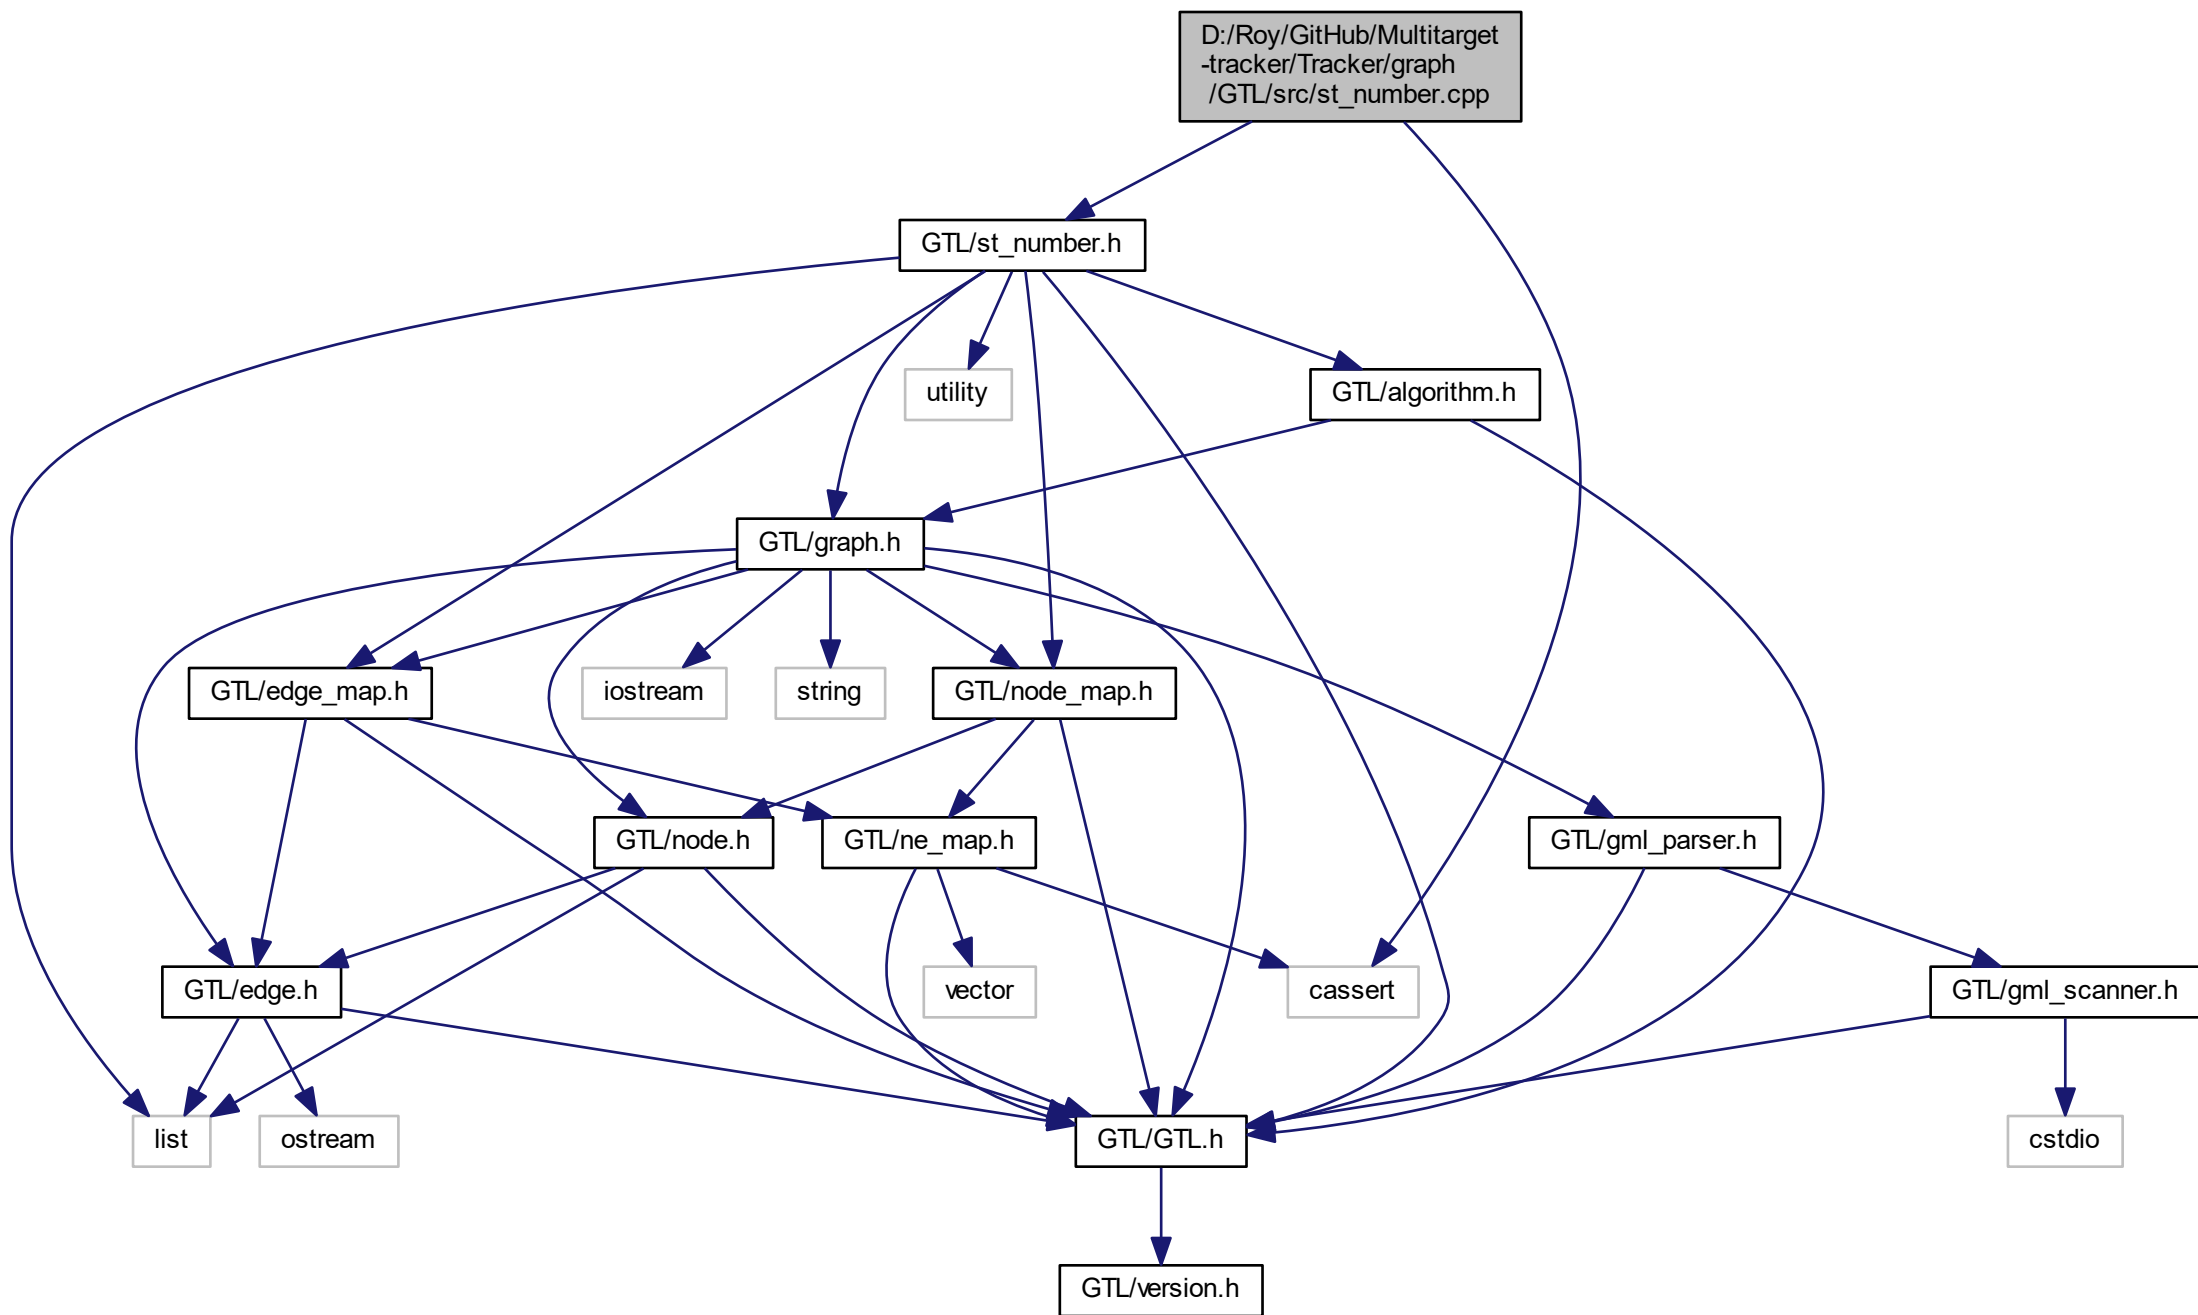 D:/Roy/GitHub/Multitarget
-tracker/Tracker/graph
/GTL/src/st_number.cpp
GTL/st_number.h
utility
GTL/algorithm.h
GTL/graph.h
GTL/edge_map.h
iostream
string
GTL/node_map.h
GTL/node.h
GTL/ne_map.h
GTL/gml_parser.h
GTL/edge.h
vector
cassert
GTL/gml_scanner.h
list
ostream
GTL/GTL.h
cstdio
GTL/version.h